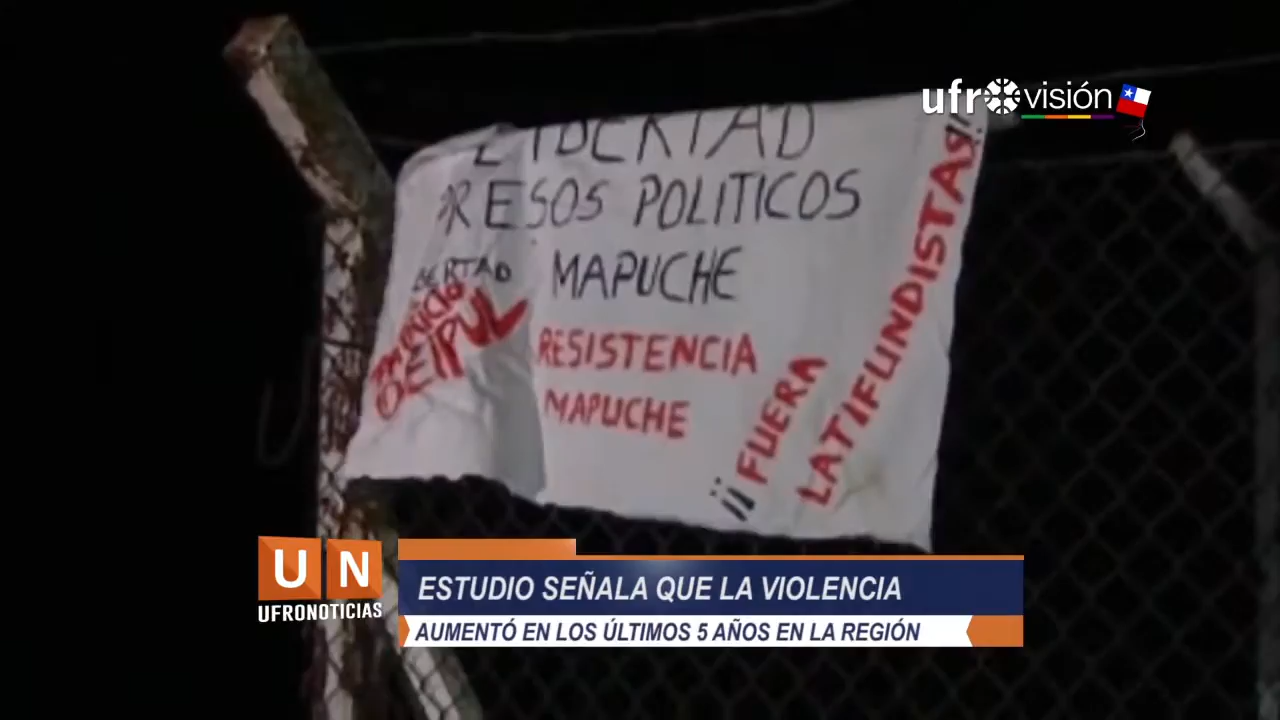 ufrovisión
LIBERTAD
PRESOS POLITICOS
MAPUCHE
RESISTENCIA
MAPUCHE
¡¡FUERA
LATIFUNDISTAS!!
UN
UFRONOTICIAS
ESTUDIO SEÑALA QUE LA VIOLENCIA
AUMENTÓ EN LOS ÚLTIMOS 5 AÑOS EN LA REGIÓN